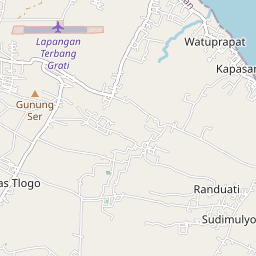 Watuprapat
Lapangan
Terbang
Grati
Kapasan
Gunung
Ser
as Tlogo
Randuati
Sudimulyo